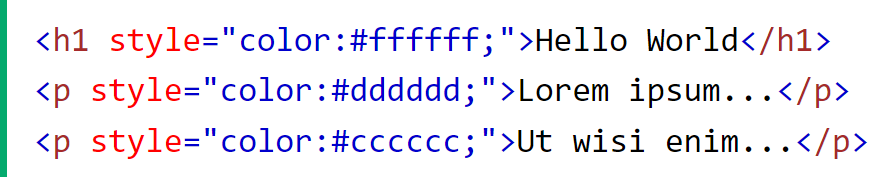 <h1 style="color:#ffffff;">Hello World</h1>
<p style="color:#dddddd;">Lorem ipsum...</p>
<p style="color:#cccccc;">Ut wisi enim...</p>